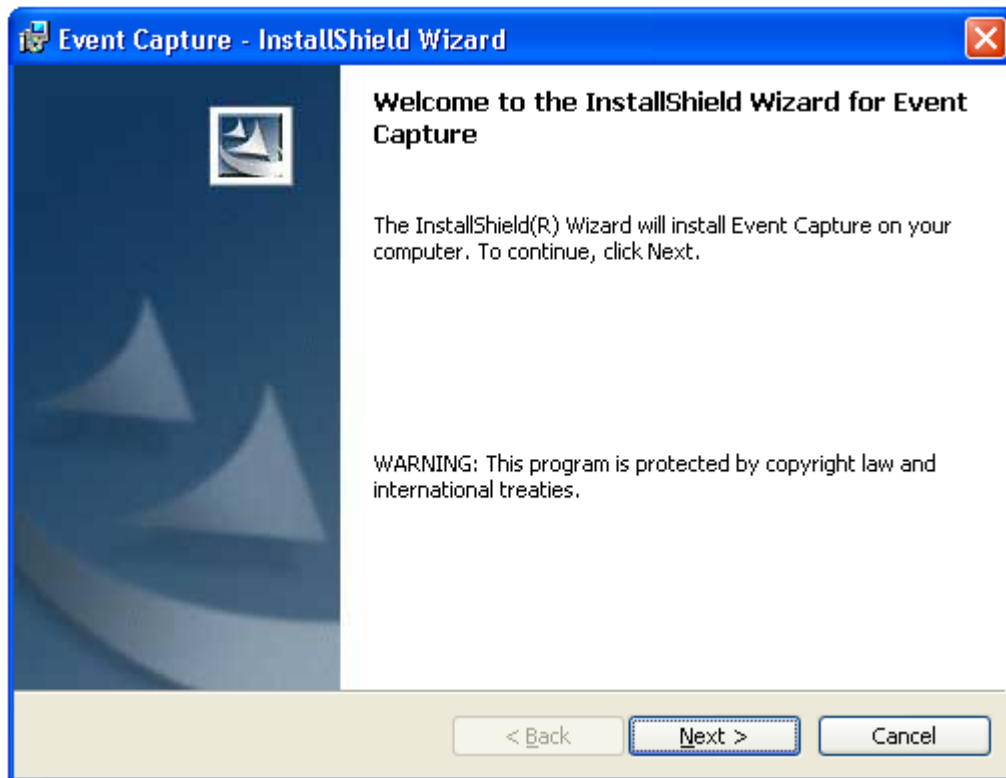 Event Capture - InstallShield Wizard
Welcome to the InstallShield Wizard for Event
Capture
The InstallShield(R) Wizard will install Event Capture on your
computer. To continue, click Next.
WARNING: This program is protected by copyright law and
international treaties.
< Back
Next >
Cancel